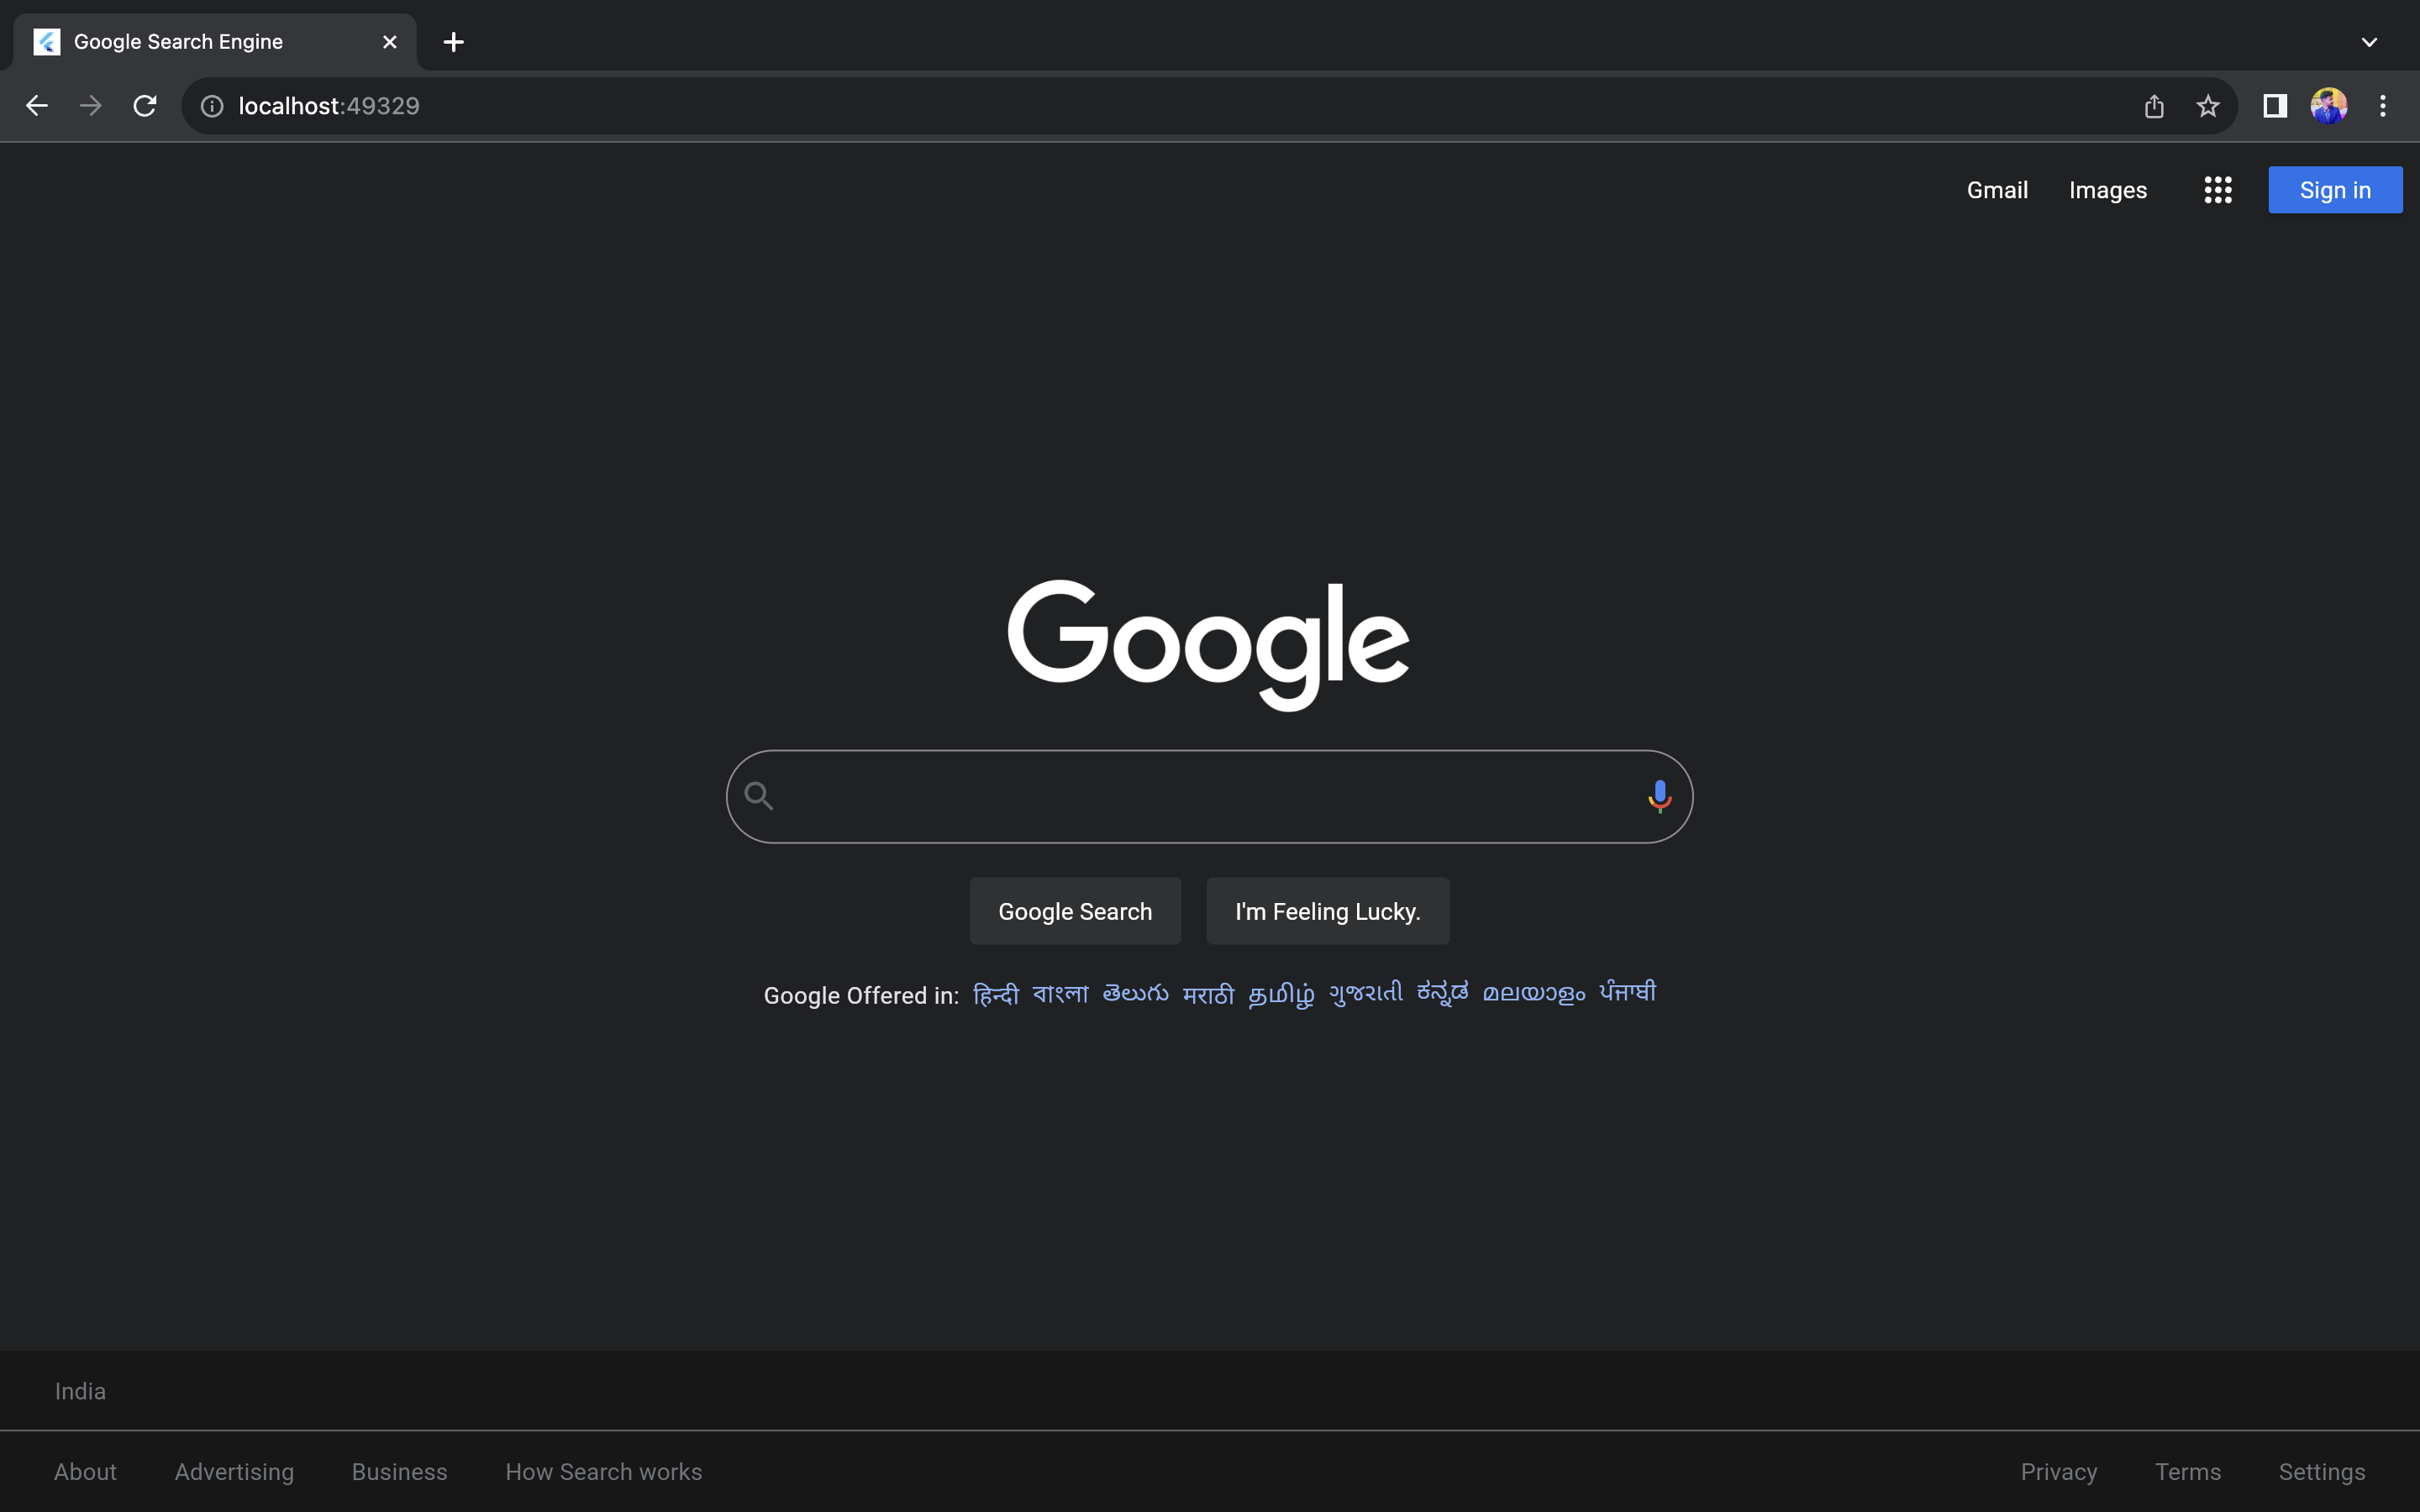 Google Search Engine
localhost:49329
Gmail Images Sign in
Google
Google Search I'm Feeling Lucky.
Google Offered in: हिन्दी বাংলা తెలుగు मराठी தமிழ் ગુજરાતી ಕನ್ನಡ മലയാളം ਪੰਜਾਬੀ
India
About Advertising Business How Search works Privacy Terms Settings